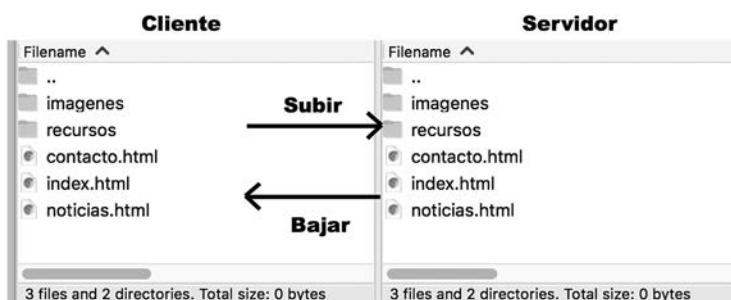 Cliente
Servidor
Filename
..
imagenes
recursos
contacto.html
index.html
noticias.html
3 files and 2 directories. Total size: 0 bytes
Subir
Bajar
Filename
..
imagenes
recursos
contacto.html
index.html
noticias.html
3 files and 2 directories. Total size: 0 bytes